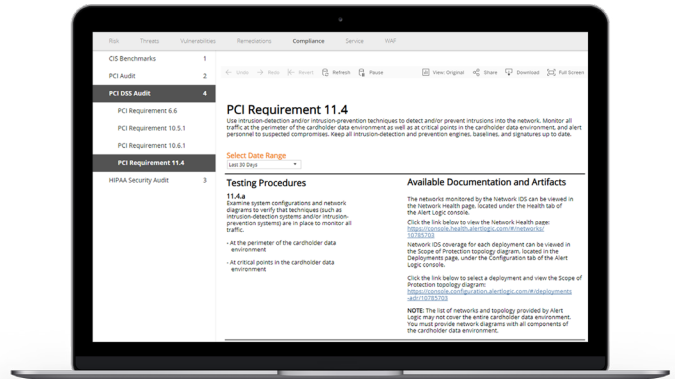 Risk Threats Vulnerabilities Remediations Compliance Service WAF
CIS Benchmarks 1
PCI Audit 2
PCI DSS Audit 4
PCI Requirement 6.6
PCI Requirement 10.5.1
PCI Requirement 10.6.1
PCI Requirement 11.4
HIPAA Security Audit 3
Undo Redo Revert Refresh Pause View: Original Share Download Full Screen
PCI Requirement 11.4
Use intrusion-detection and/or intrusion-prevention techniques to detect and/or prevent intrusions into the network. Monitor all
traffic at the perimeter of the cardholder data environment as well as at critical points in the cardholder data environment, and alert
personnel to suspected compromises. Keep all intrusion-detection and prevention engines, baselines, and signatures up to date.
Select Date Range
Last 30 Days
Testing Procedures
11.4.a
Examine system configurations and network
diagrams to verify that techniques (such as
intrusion-detection systems and/or intrusion-
prevention systems) are in place to monitor all
traffic.
- At the perimeter of the cardholder data
environment
- At critical points in the cardholder data
environment
Available Documentation and Artifacts
The networks monitored by the Network IDS can be viewed in
the Network Health page, located under the Health tab of
the Alert Logic console.
Click the link below to view the Network Health page:
https://console.health.alertlogic.com/#/networks/
10785703
Network IDS coverage for each deployment can be viewed in
the Scope of Protection topology diagram, located in the
Deployments page, under the Configuration tab of the Alert
Logic console.
Click the link below to select a deployment and view the Scope of
Protection topology diagram:
https://console.configuration.alertlogic.com/#/deployments
-adr/10785703
NOTE: The list of networks and topology provided by Alert
Logic may not cover the entire cardholder data environment.
You must provide network diagrams with all components of
the cardholder data environment.